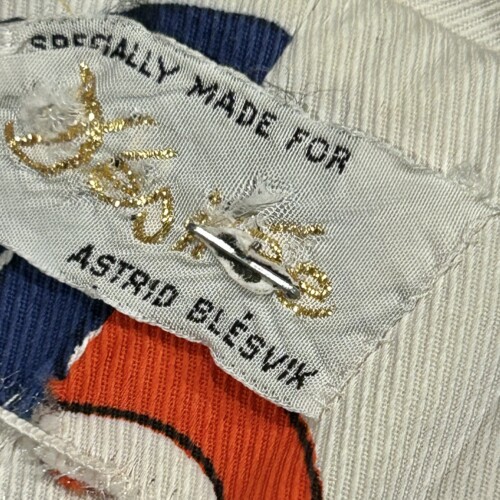 SPECIALLY MADE FOR
ASTRID BLÉSVIK